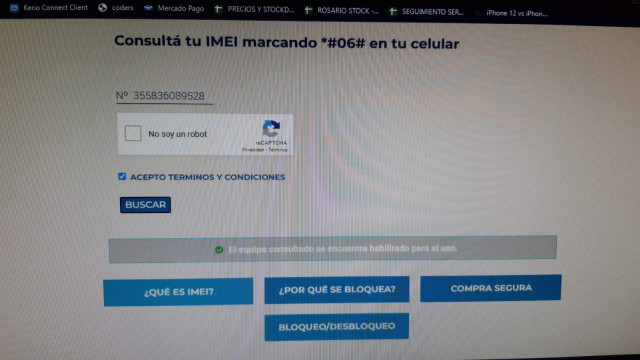 Kerio Connect Client coders Mercado Pago PRECIOS Y STOCKD... ROSARIO STOCK -... SEGUIMIENTO SER... iPhone 12 vs iPhon...
Consultá tu IMEI marcando *#06# en tu celular
Nº 355836089528
No soy un robot
reCAPTCHA
Privacidad - Términos
ACEPTO TERMINOS Y CONDICIONES
BUSCAR
El equipo consultado se encuentra habilitado para el uso.
¿QUÉ ES IMEI? ¿POR QUÉ SE BLOQUEA? COMPRA SEGURA
BLOQUEO/DESBLOQUEO